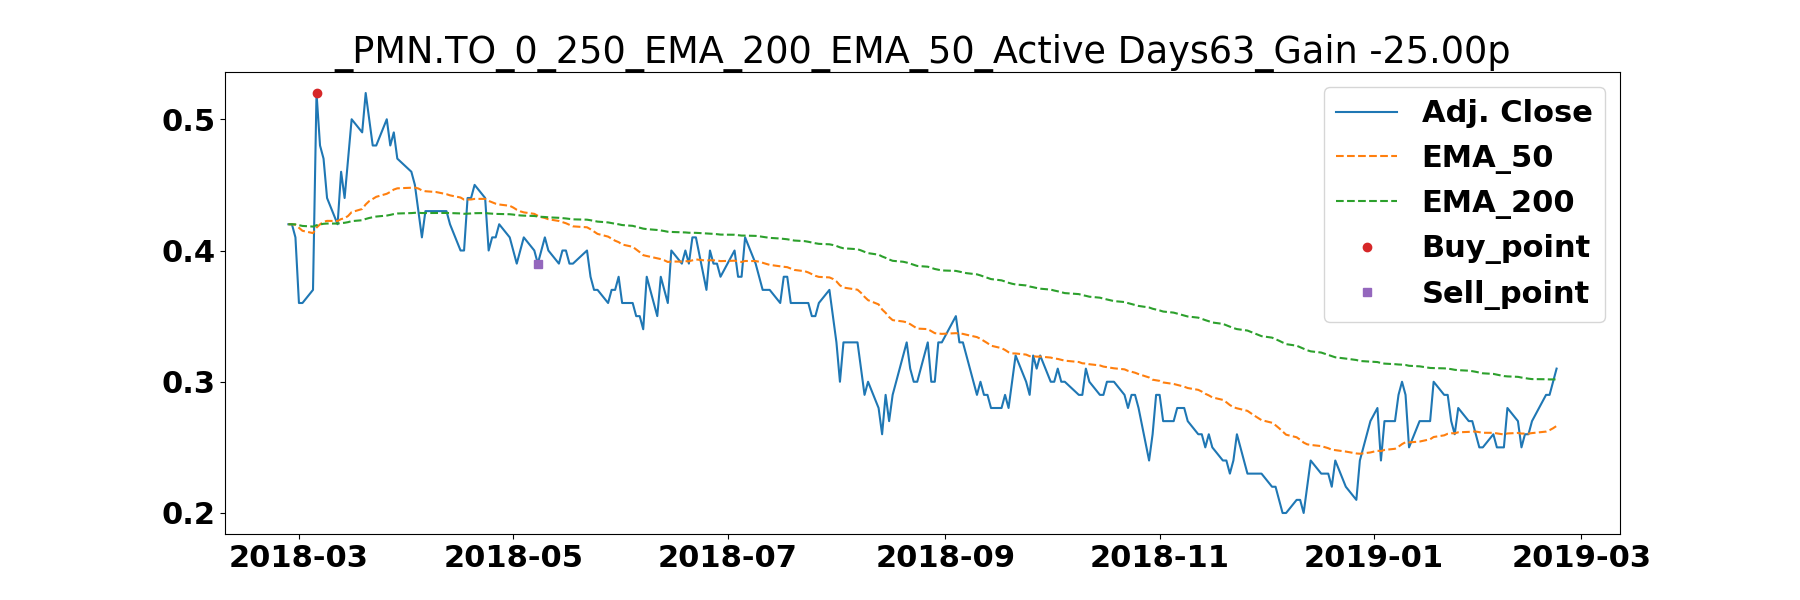 _PMN.TO_0_250_EMA_200_EMA_50_Active Days63_Gain -25.00p
0.5
0.4
0.3
0.2
Adj. Close
EMA_50
EMA_200
Buy_point
Sell_point
2018-03 2018-05 2018-07 2018-09 2018-11 2019-01 2019-03